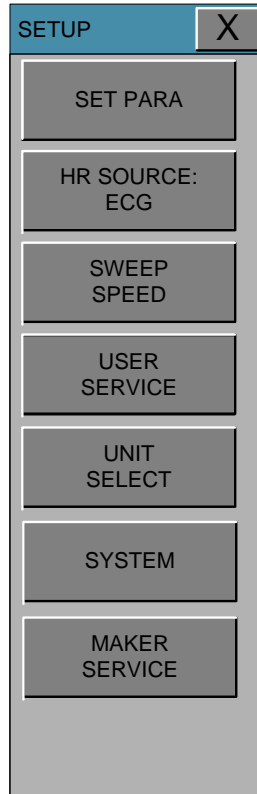 SETUP X
SET PARA
HR SOURCE:
ECG
SWEEP
SPEED
USER
SERVICE
UNIT
SELECT
SYSTEM
MAKER
SERVICE